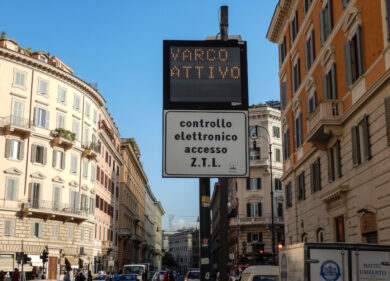 VARCO
ATTIVO
controllo
elettronico
accesso
Z.T.L.